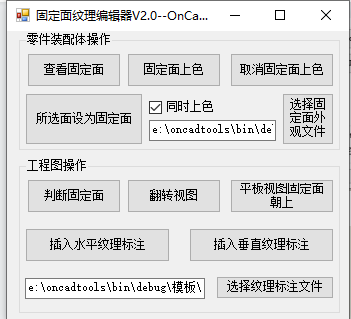 固定面纹理编辑器V2.0--OnCa...
零件装配体操作
查看固定面
固定面上色
取消固定面上色
所选面设为固定面
同时上色
e:\oncadtools\bin\de
选择固
定面外
观文件
工程图操作
判断固定面
翻转视图
平板视图固定面
朝上
插入水平纹理标注
插入垂直纹理标注
e:\oncadtools\bin\debug\模板\
选择纹理标注文件